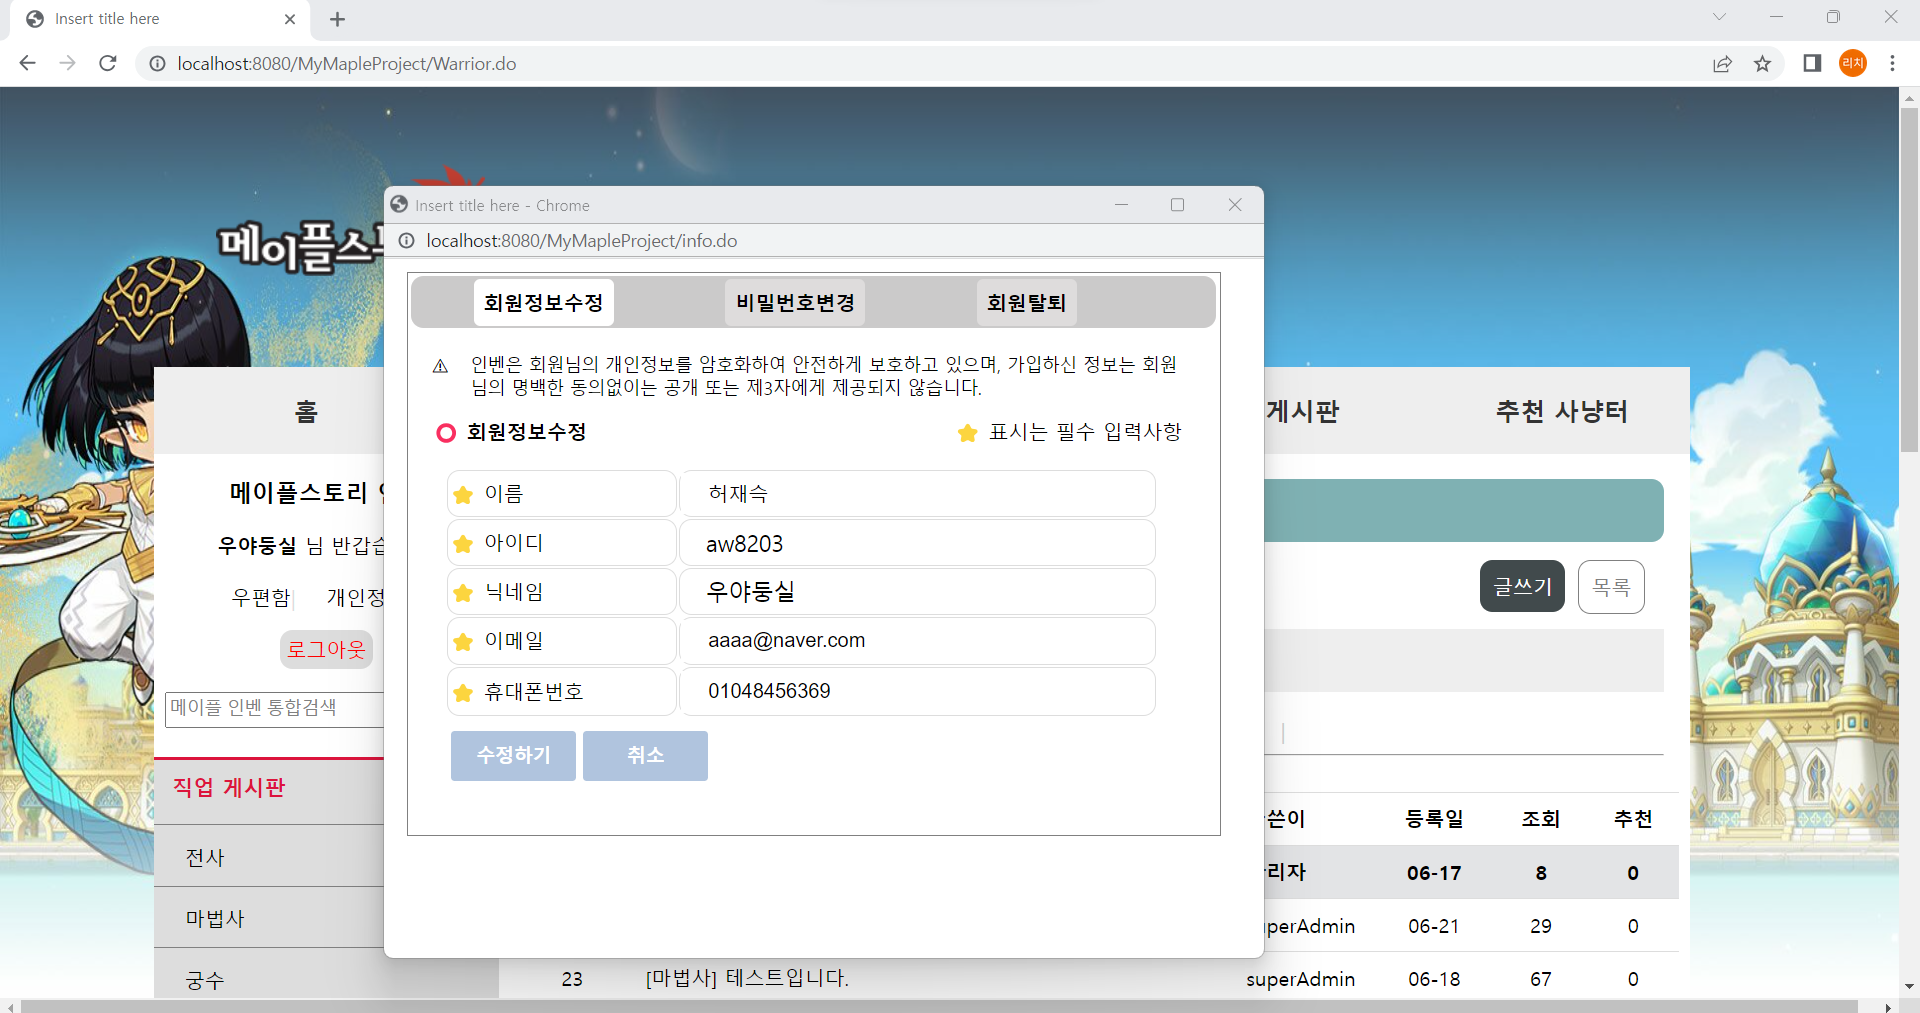 Insert title here
localhost:8080/MyMapleProject/Warrior.do
리치
메이플스
Insert title here - Chrome
localhost:8080/MyMapleProject/info.do
회원정보수정 비밀번호변경 회원탈퇴
인벤은 회원님의 개인정보를 암호화하여 안전하게 보호하고 있으며, 가입하신 정보는 회원
님의 명백한 동의없이는 공개 또는 제3자에게 제공되지 않습니다.
회원정보수정 표시는 필수 입력사항
이름 허재슥
아이디 aw8203
닉네임 우야둥실
이메일 aaaa@naver.com
휴대폰번호 01048456369
수정하기 취소
홈 게시판 추천 사냥터
메이플스토리
우야둥실 님 반갑습
우편함 개인정
로그아웃
메이플 인벤 통합검색
직업 게시판
전사
마법사
궁수
글쓰기 목록
쓴이 등록일 조회 추천
리자 06-17 8 0
perAdmin 06-21 29 0
23 [마법사] 테스트입니다. superAdmin 06-18 67 0